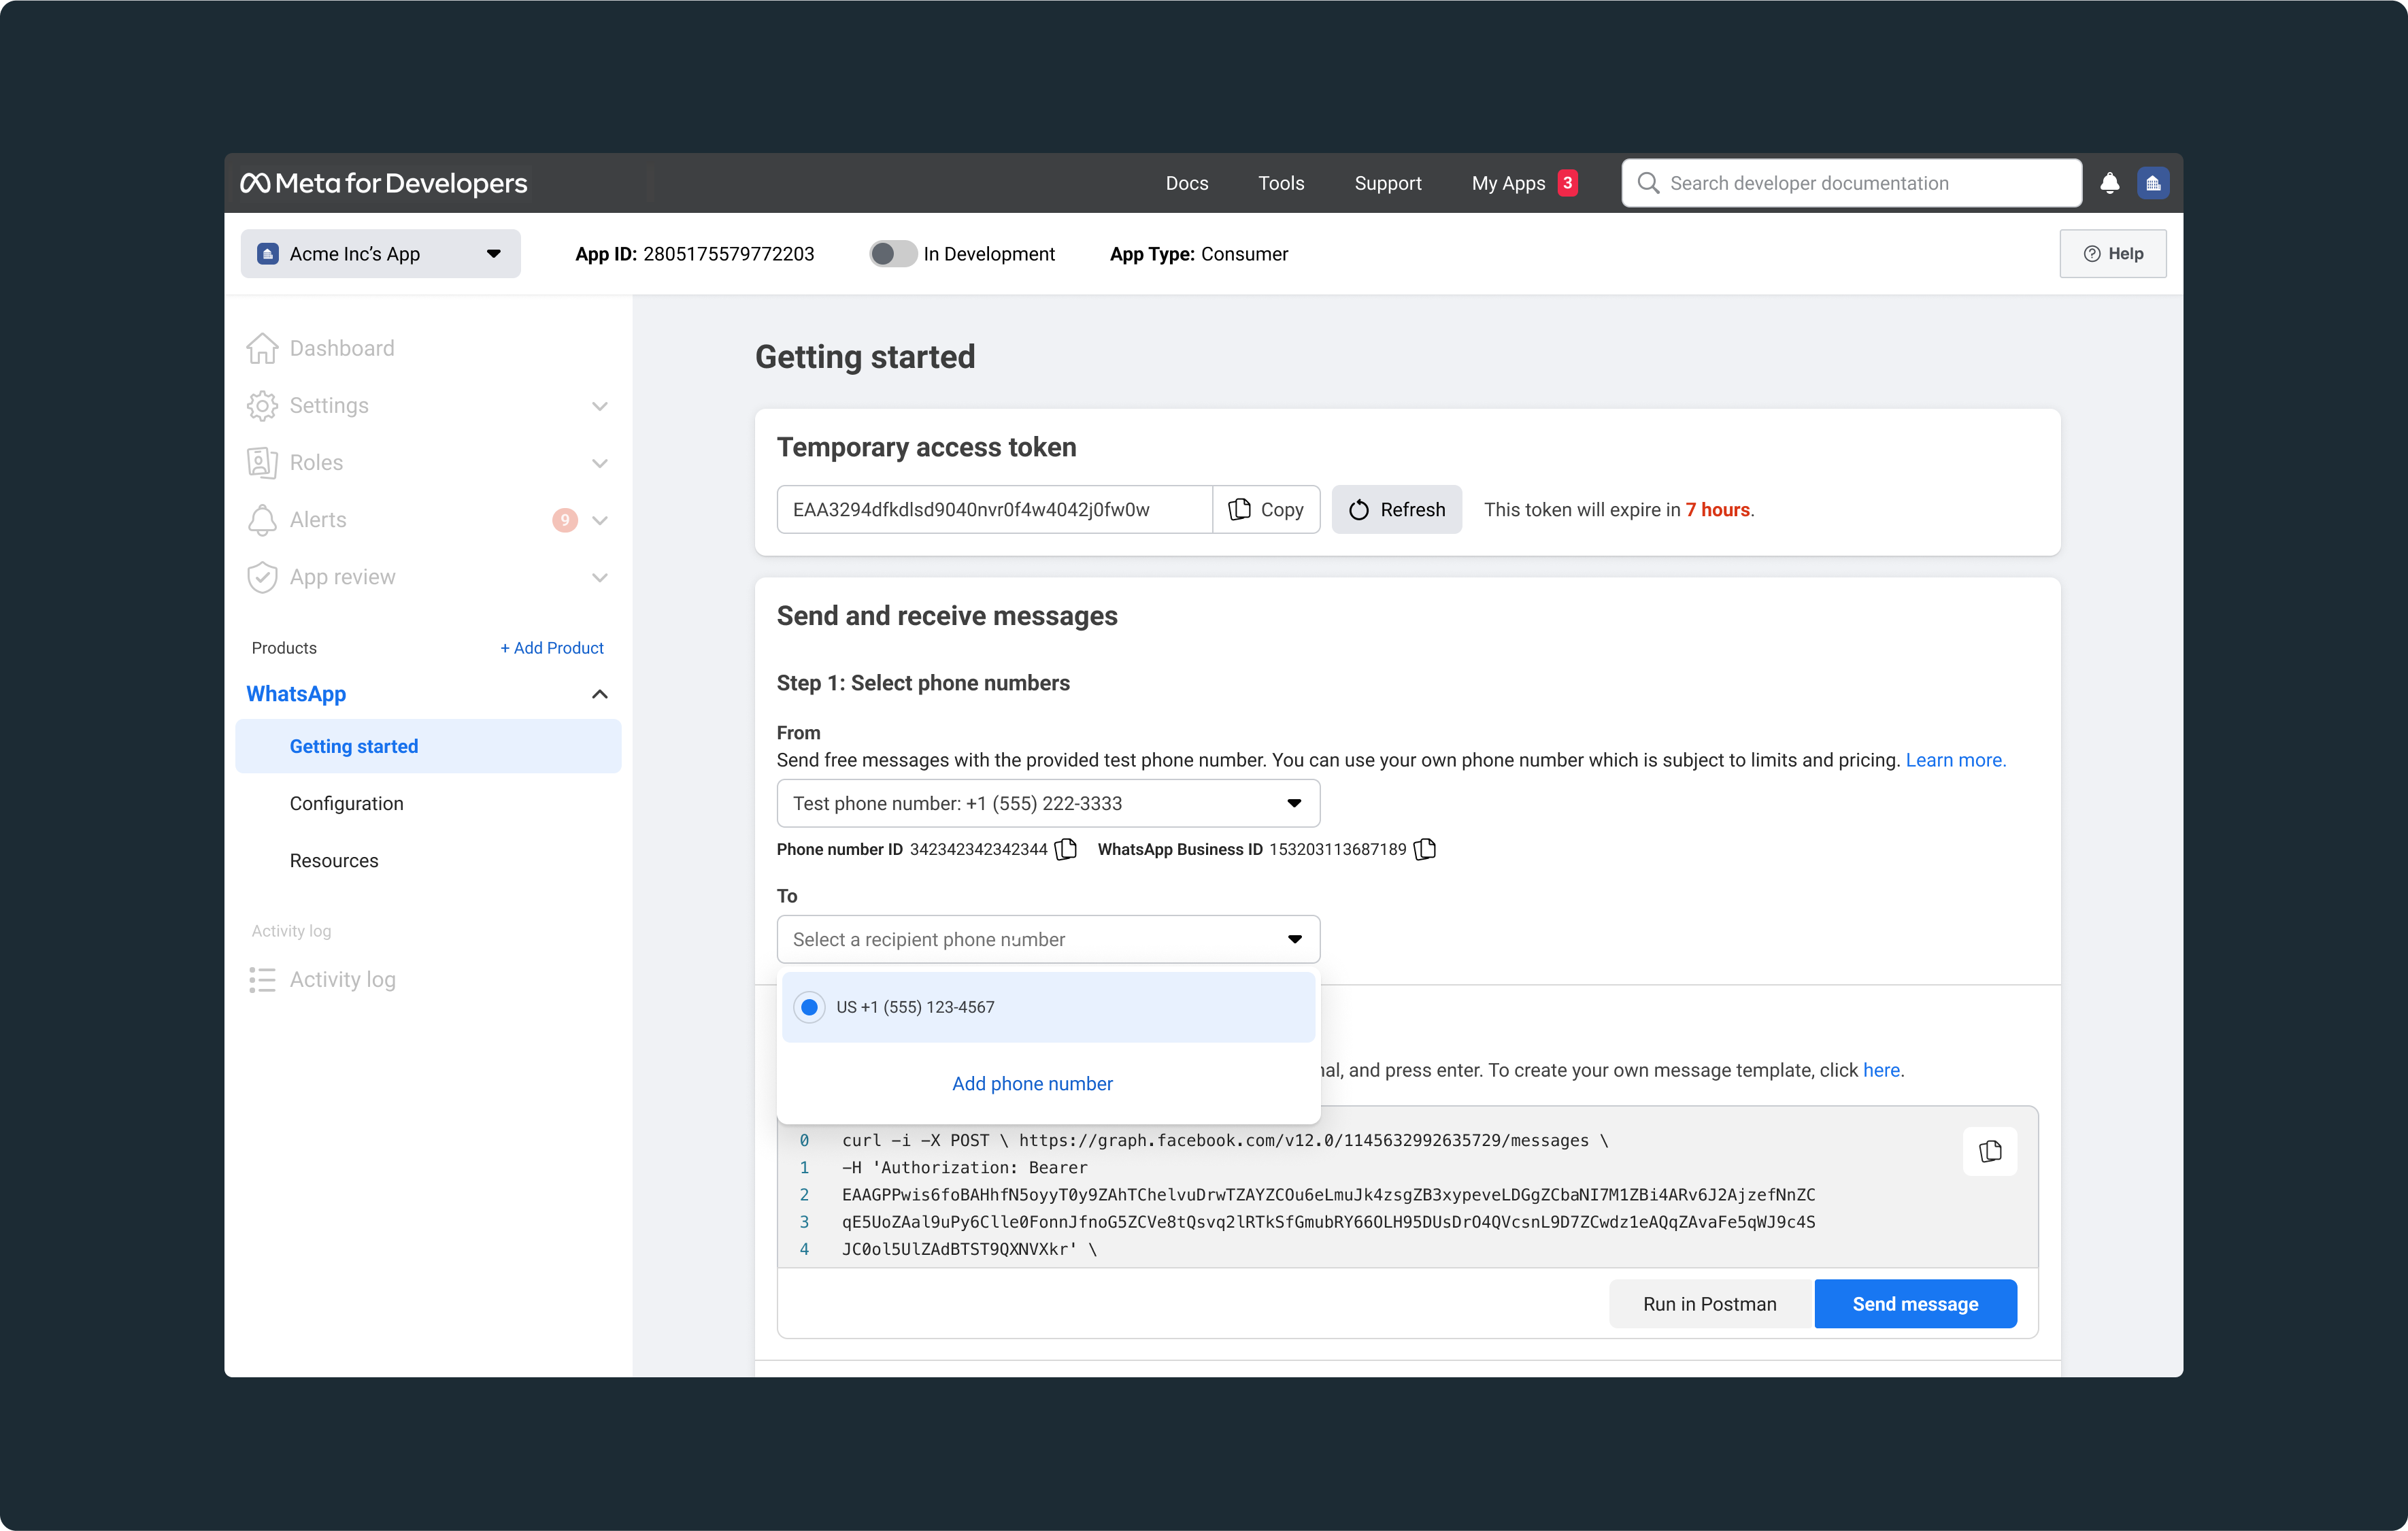 Meta for Developers
Docs
Tools
Support
My Apps 3
Search developer documentation
Acme Inc’s App
App ID: 2805175579772203
In Development
App Type: Consumer
Help
Dashboard
Settings
Roles
Alerts 9
App review
Products
+ Add Product
WhatsApp
Getting started
Configuration
Resources
Activity log
Activity log
Getting started
Temporary access token
EAA3294dfkdlsd9040nvr0f4w4042j0fw0w
Copy
Refresh
This token will expire in 7 hours.
Send and receive messages
Step 1: Select phone numbers
From
Send free messages with the provided test phone number. You can use your own phone number which is subject to limits and pricing. Learn more.
Test phone number: +1 (555) 222-3333
Phone number ID 342342342342344 WhatsApp Business ID 153203113687189
To
Select a recipient phone number
US +1 (555) 123-4567
Add phone number
and press enter. To create your own message template, click here.
0 curl -i -X POST \ https://graph.facebook.com/v12.0/1145632992635729/messages \
1 -H 'Authorization: Bearer
2 EAAGPPwis6foBAHhfN5oyyT0y9ZAhTChelvuDrwTZAYZCOu6eLmuJk4zsgZB3xypeveLDGgZCbaNI7M1ZBi4ARv6J2AjzefNnZC
3 qE5UoZAal9uPy6Clle0FonnJfnoG5ZCVe8tQsvq2lRTkSfGmubRY66OLH95DUsDrO4QVcsnL9D7ZCwdz1eAQqZAvaFe5qWJ9c4S
4 JC0ol5UlZAdBTST9QXNVXkr' \
Run in Postman
Send message